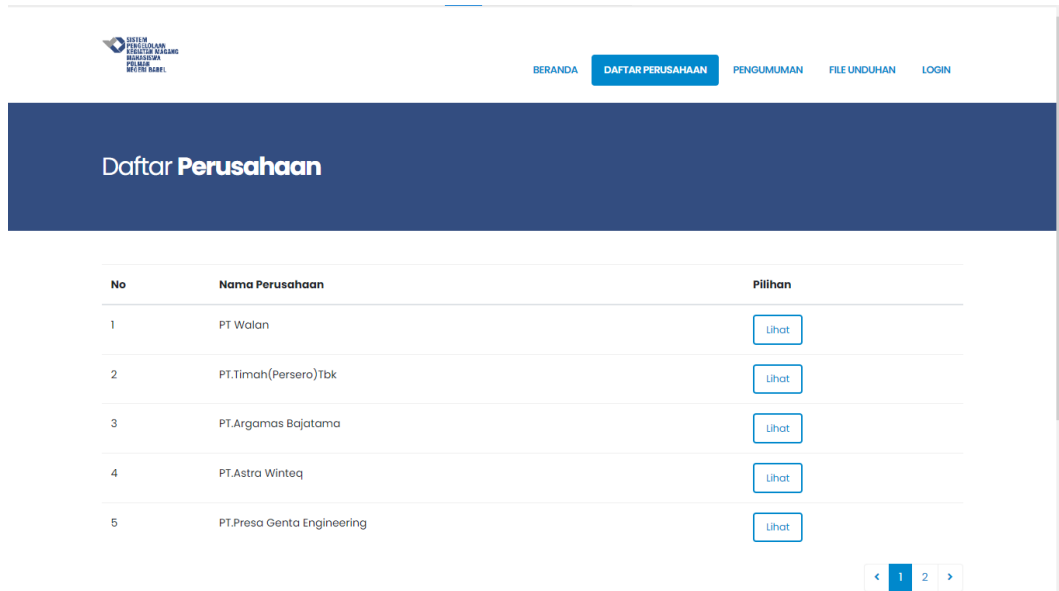 SISTEM
PENGELOLAAN
KEGIATAN MAGANG
MAHASISWA
POLMAN
NEGERI BABEL
BERANDA DAFTAR PERUSAHAAN PENGUMUMAN FILE UNDUHAN LOGIN
Daftar Perusahaan
No Nama Perusahaan Pilihan
1 PT Walan Lihat
2 PT.Timah(Persero)Tbk Lihat
3 PT.Argamas Bajatama Lihat
4 PT.Astra Winteq Lihat
5 PT.Presa Genta Engineering Lihat
‹ 1 2 ›